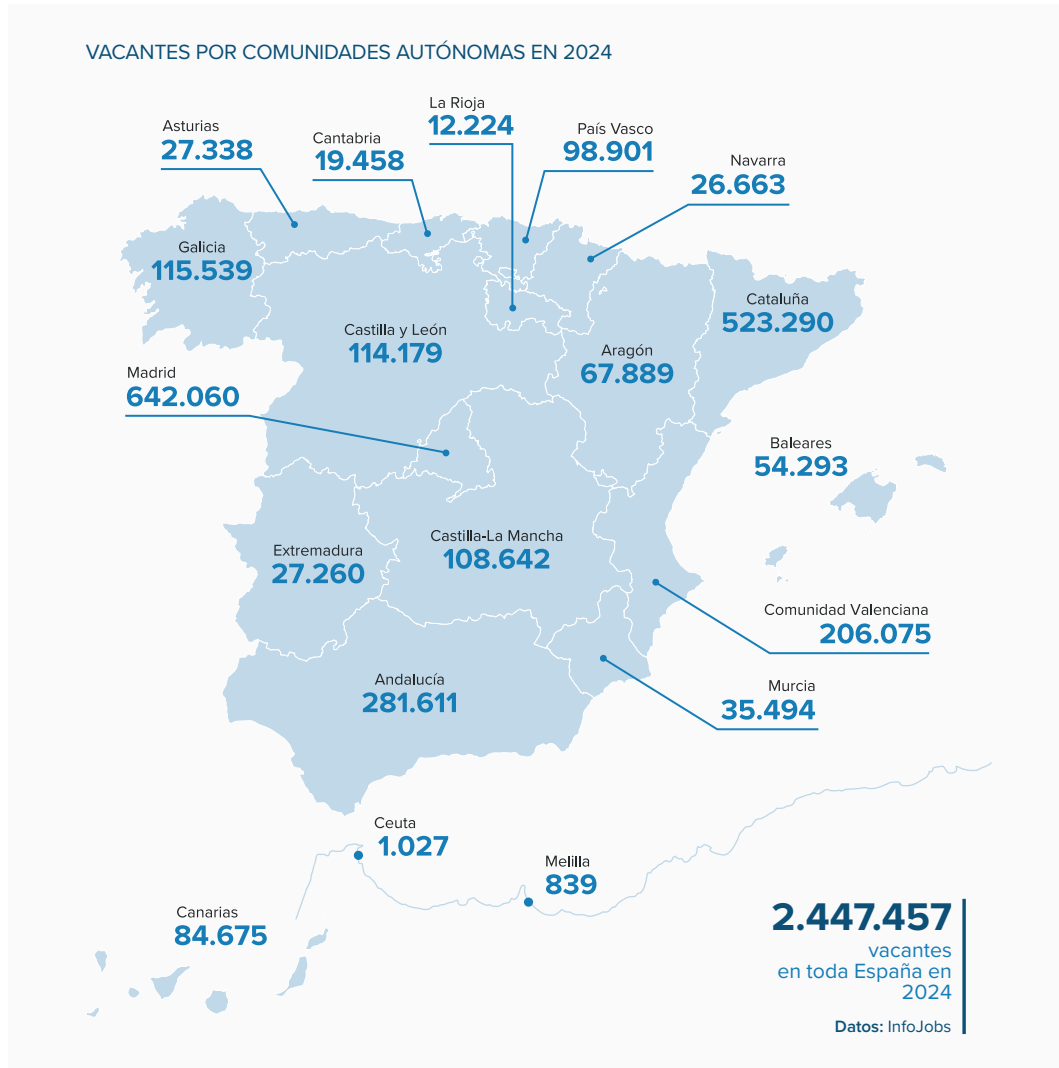 VACANTES POR COMUNIDADES AUTÓNOMAS EN 2024
La Rioja
12.224
Asturias
27.338
Cantabria
19.458
País Vasco
98.901
Navarra
26.663
Galicia
115.539
Cataluña
523.290
Castilla y León
114.179
Aragón
67.889
Madrid
642.060
Baleares
54.293
Castilla-La Mancha
108.642
Extremadura
27.260
Comunidad Valenciana
206.075
Andalucía
281.611
Murcia
35.494
Ceuta
1.027
Melilla
839
Canarias
84.675
2.447.457
vacantes
en toda España en
2024
Datos: InfoJobs